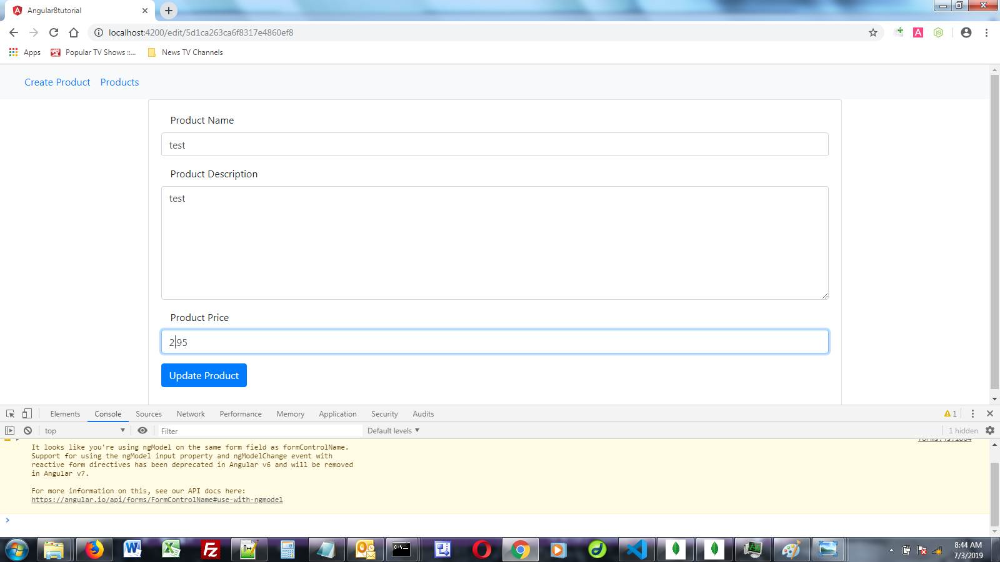 Angular8tutorial
localhost:4200/edit/5d1ca263ca6f8317e4860ef8
Apps Popular TV Shows ::... News TV Channels
Create Product Products
Product Name
test
Product Description
test
Product Price
2.95
Update Product
Elements Console Sources Network Performance Memory Application Security Audits 1
top Filter Default levels 1 hidden
forms.js:1864
It looks like you're using ngModel on the same form field as formControlName.
Support for using the ngModel input property and ngModelChange event with
reactive form directives has been deprecated in Angular v6 and will be removed
in Angular v7.
For more information on this, see our API docs here:
https://angular.io/api/forms/FormControlName#use-with-ngmodel
8:44 AM
7/3/2019